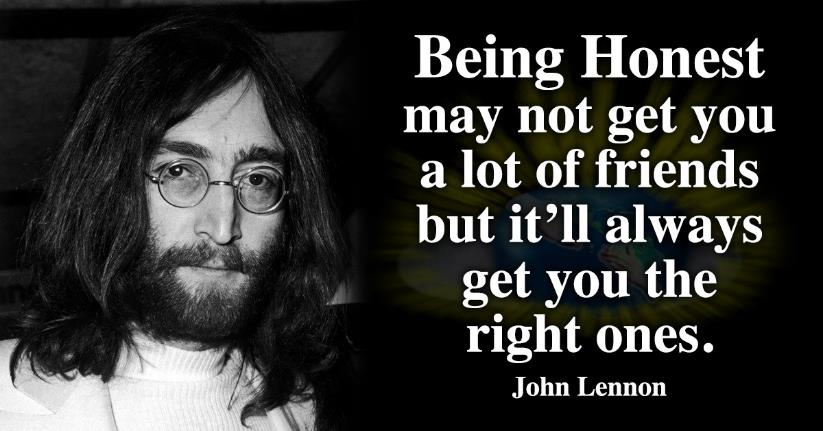 Being Honest
may not get you
a lot of friends
but it’ll always
get you the
right ones.
John Lennon